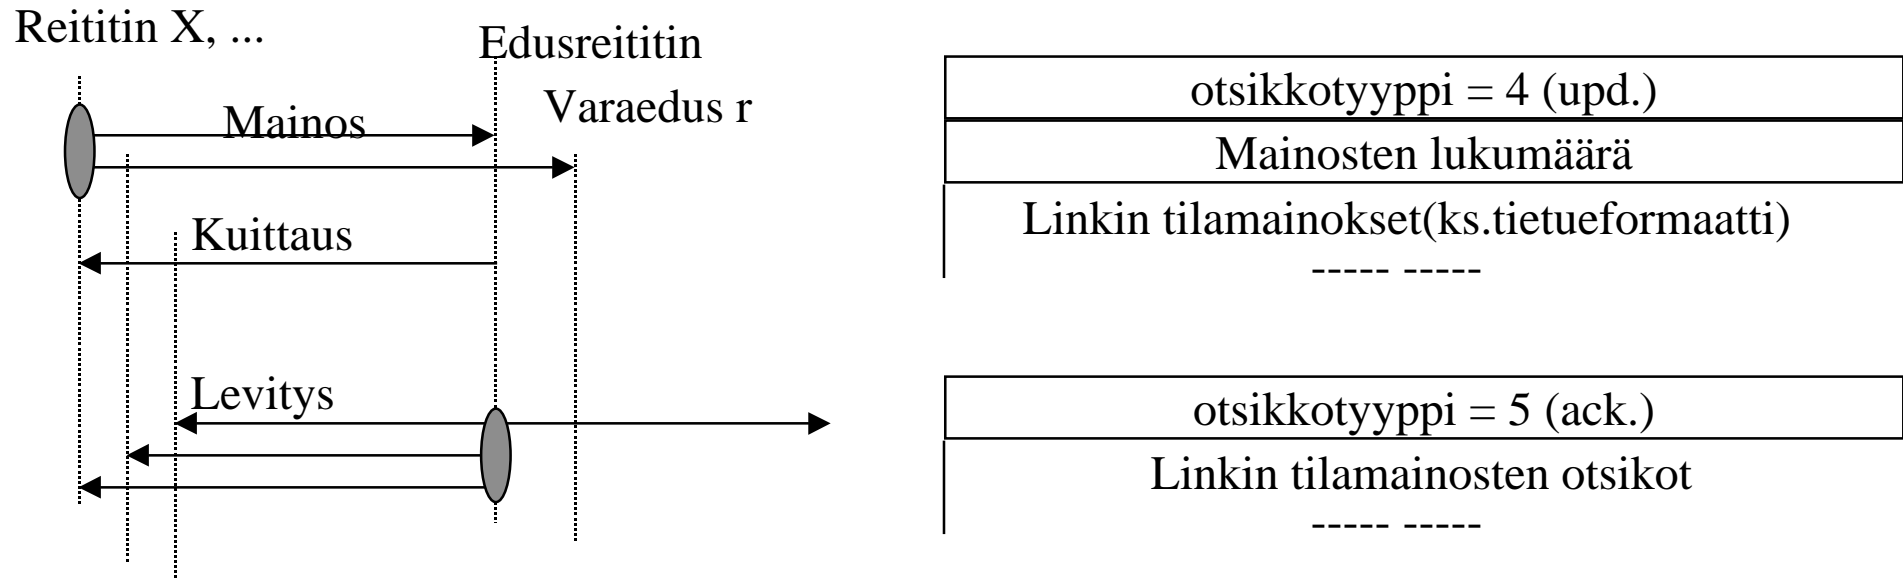 Reititin X, ...
Edusreititin
Varaedus r
Mainos
Kuittaus
Levitys
otsikkotyyppi = 4 (upd.)
Mainosten lukumäärä
Linkin tilamainokset(ks.tietueformaatti)
----- -----
otsikkotyyppi = 5 (ack.)
Linkin tilamainosten otsikot
----- -----